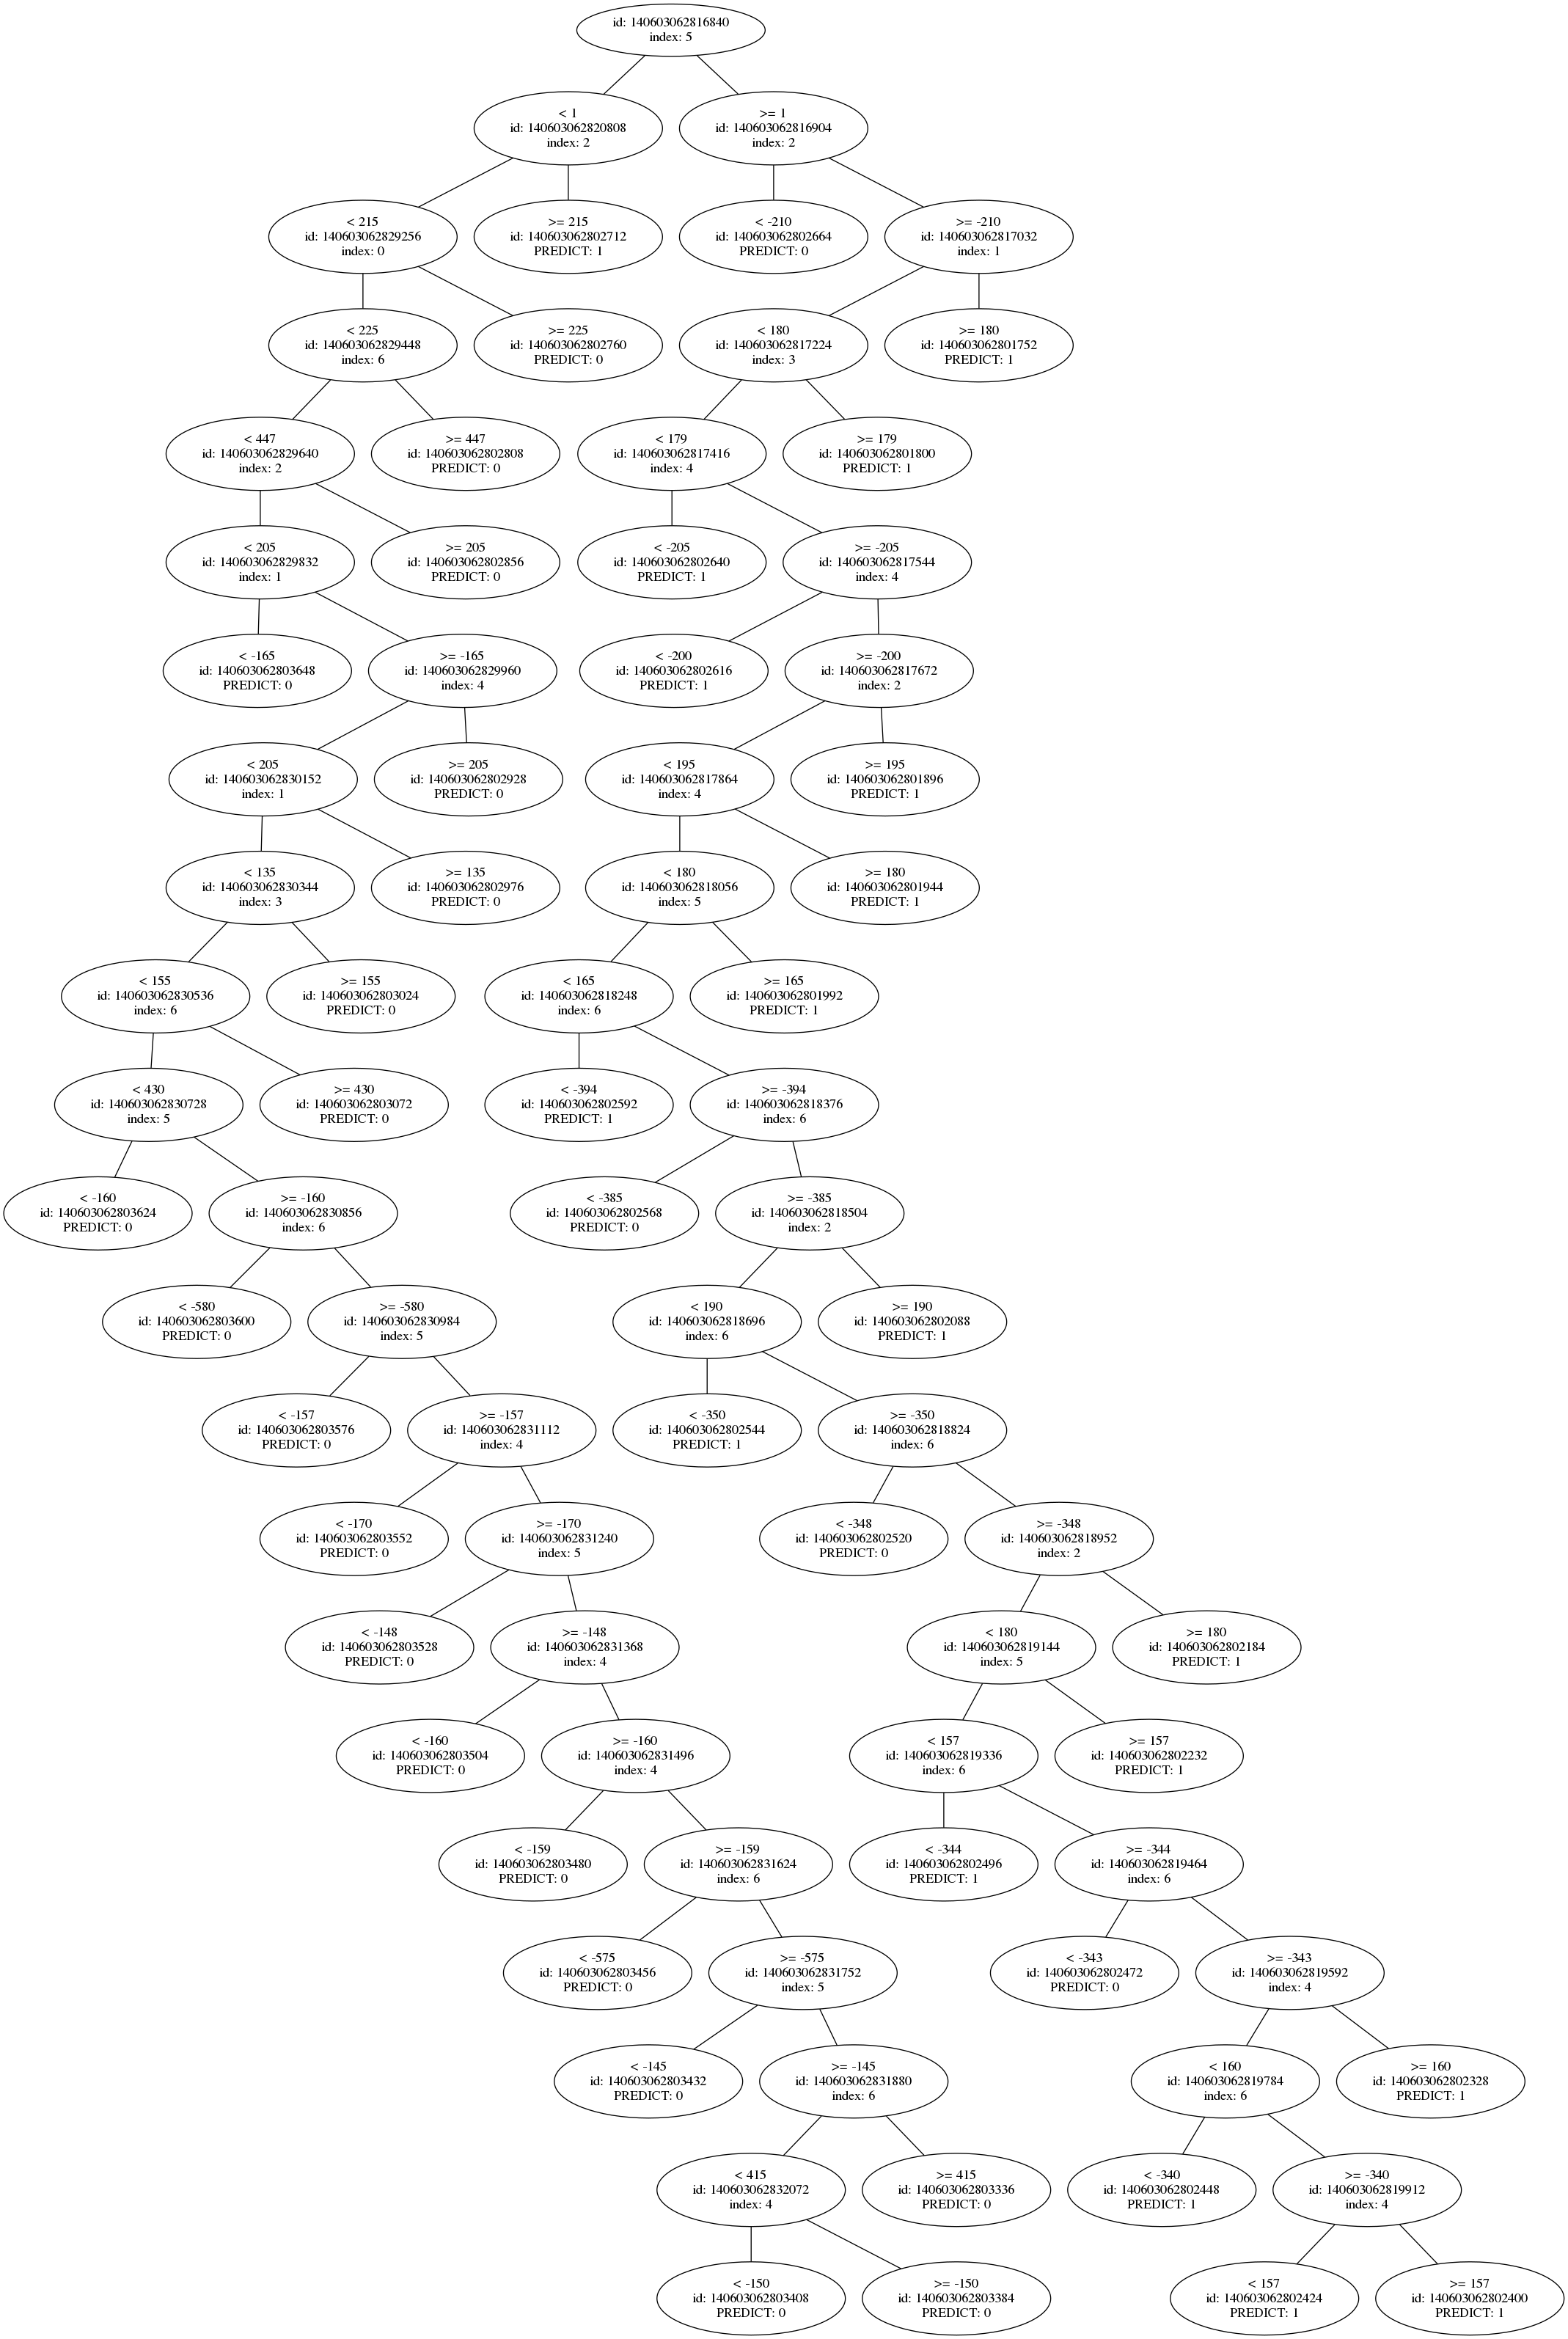 id: 140603062816840
index: 5
< 1
id: 140603062820808
index: 2
>= 1
id: 140603062816904
index: 2
< 215
id: 140603062829256
index: 0
>= 215
id: 140603062802712
PREDICT: 1
< -210
id: 140603062802664
PREDICT: 0
>= -210
id: 140603062817032
index: 1
< 225
id: 140603062829448
index: 6
>= 225
id: 140603062802760
PREDICT: 0
< 180
id: 140603062817224
index: 3
>= 180
id: 140603062801752
PREDICT: 1
< 447
id: 140603062829640
index: 2
>= 447
id: 140603062802808
PREDICT: 0
< 179
id: 140603062817416
index: 4
>= 179
id: 140603062801800
PREDICT: 1
< 205
id: 140603062829832
index: 1
>= 205
id: 140603062802856
PREDICT: 0
< -205
id: 140603062802640
PREDICT: 1
>= -205
id: 140603062817544
index: 4
< -165
id: 140603062803648
PREDICT: 0
>= -165
id: 140603062829960
index: 4
< -200
id: 140603062802616
PREDICT: 1
>= -200
id: 140603062817672
index: 2
< 205
id: 140603062830152
index: 1
>= 205
id: 140603062802928
PREDICT: 0
< 195
id: 140603062817864
index: 4
>= 195
id: 140603062801896
PREDICT: 1
< 135
id: 140603062830344
index: 3
>= 135
id: 140603062802976
PREDICT: 0
< 180
id: 140603062818056
index: 5
>= 180
id: 140603062801944
PREDICT: 1
< 155
id: 140603062830536
index: 6
>= 155
id: 140603062803024
PREDICT: 0
< 165
id: 140603062818248
index: 6
>= 165
id: 140603062801992
PREDICT: 1
< 430
id: 140603062830728
index: 5
>= 430
id: 140603062803072
PREDICT: 0
< -394
id: 140603062802592
PREDICT: 1
>= -394
id: 140603062818376
index: 6
< -160
id: 140603062803624
PREDICT: 0
>= -160
id: 140603062830856
index: 6
< -385
id: 140603062802568
PREDICT: 0
>= -385
id: 140603062818504
index: 2
< -580
id: 140603062803600
PREDICT: 0
>= -580
id: 140603062830984
index: 5
< 190
id: 140603062818696
index: 6
>= 190
id: 140603062802088
PREDICT: 1
< -157
id: 140603062803576
PREDICT: 0
>= -157
id: 140603062831112
index: 4
< -350
id: 140603062802544
PREDICT: 1
>= -350
id: 140603062818824
index: 6
< -170
id: 140603062803552
PREDICT: 0
>= -170
id: 140603062831240
index: 5
< -348
id: 140603062802520
PREDICT: 0
>= -348
id: 140603062818952
index: 2
< -148
id: 140603062803528
PREDICT: 0
>= -148
id: 140603062831368
index: 4
< 180
id: 140603062819144
index: 5
>= 180
id: 140603062802184
PREDICT: 1
< -160
id: 140603062803504
PREDICT: 0
>= -160
id: 140603062831496
index: 4
< 157
id: 140603062819336
index: 6
>= 157
id: 140603062802232
PREDICT: 1
< -159
id: 140603062803480
PREDICT: 0
>= -159
id: 140603062831624
index: 6
< -344
id: 140603062802496
PREDICT: 1
>= -344
id: 140603062819464
index: 6
< -575
id: 140603062803456
PREDICT: 0
>= -575
id: 140603062831752
index: 5
< -343
id: 140603062802472
PREDICT: 0
>= -343
id: 140603062819592
index: 4
< -145
id: 140603062803432
PREDICT: 0
>= -145
id: 140603062831880
index: 6
< 160
id: 140603062819784
index: 6
>= 160
id: 140603062802328
PREDICT: 1
< 415
id: 140603062832072
index: 4
>= 415
id: 140603062803336
PREDICT: 0
< -340
id: 140603062802448
PREDICT: 1
>= -340
id: 140603062819912
index: 4
< -150
id: 140603062803408
PREDICT: 0
>= -150
id: 140603062803384
PREDICT: 0
< 157
id: 140603062802424
PREDICT: 1
>= 157
id: 140603062802400
PREDICT: 1